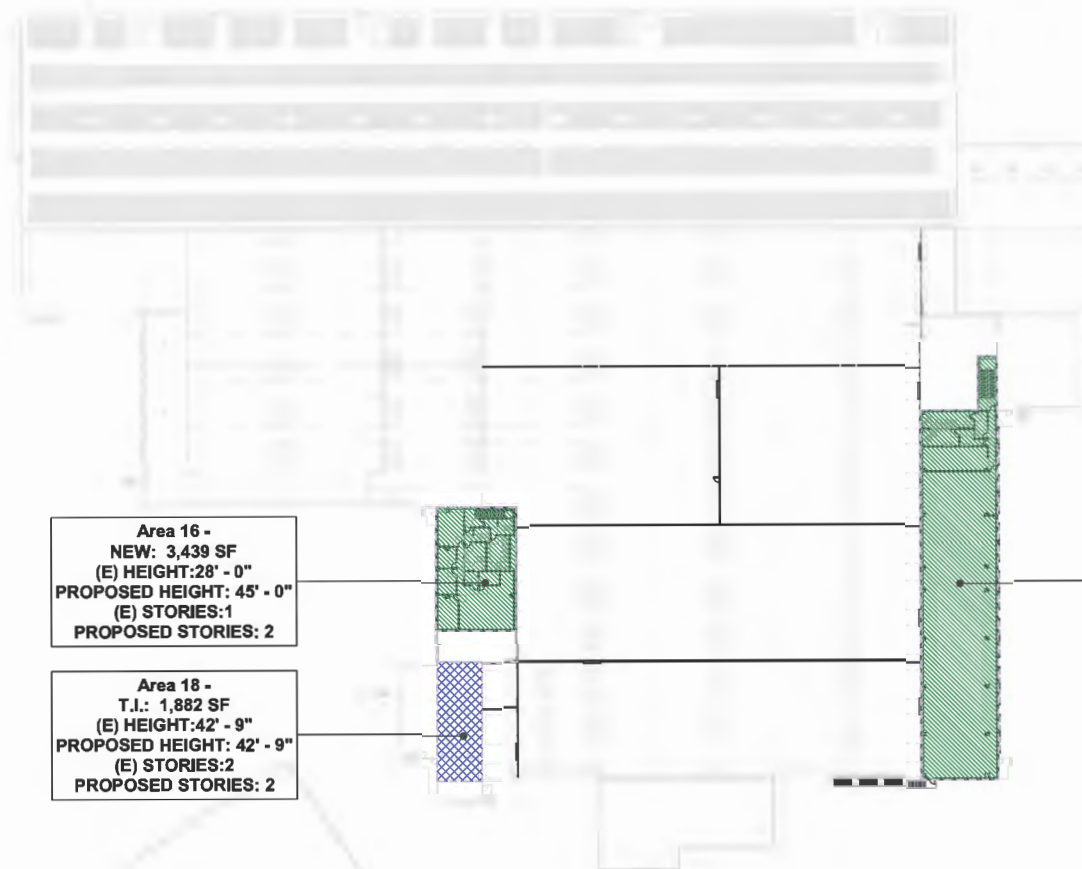 Area 16 -
NEW: 3,439 SF
(E) HEIGHT:28' - 0"
PROPOSED HEIGHT: 45' - 0"
(E) STORIES:1
PROPOSED STORIES: 2
Area 18 -
T.I.: 1,882 SF
(E) HEIGHT:42' - 9"
PROPOSED HEIGHT: 42' - 9"
(E) STORIES:2
PROPOSED STORIES: 2